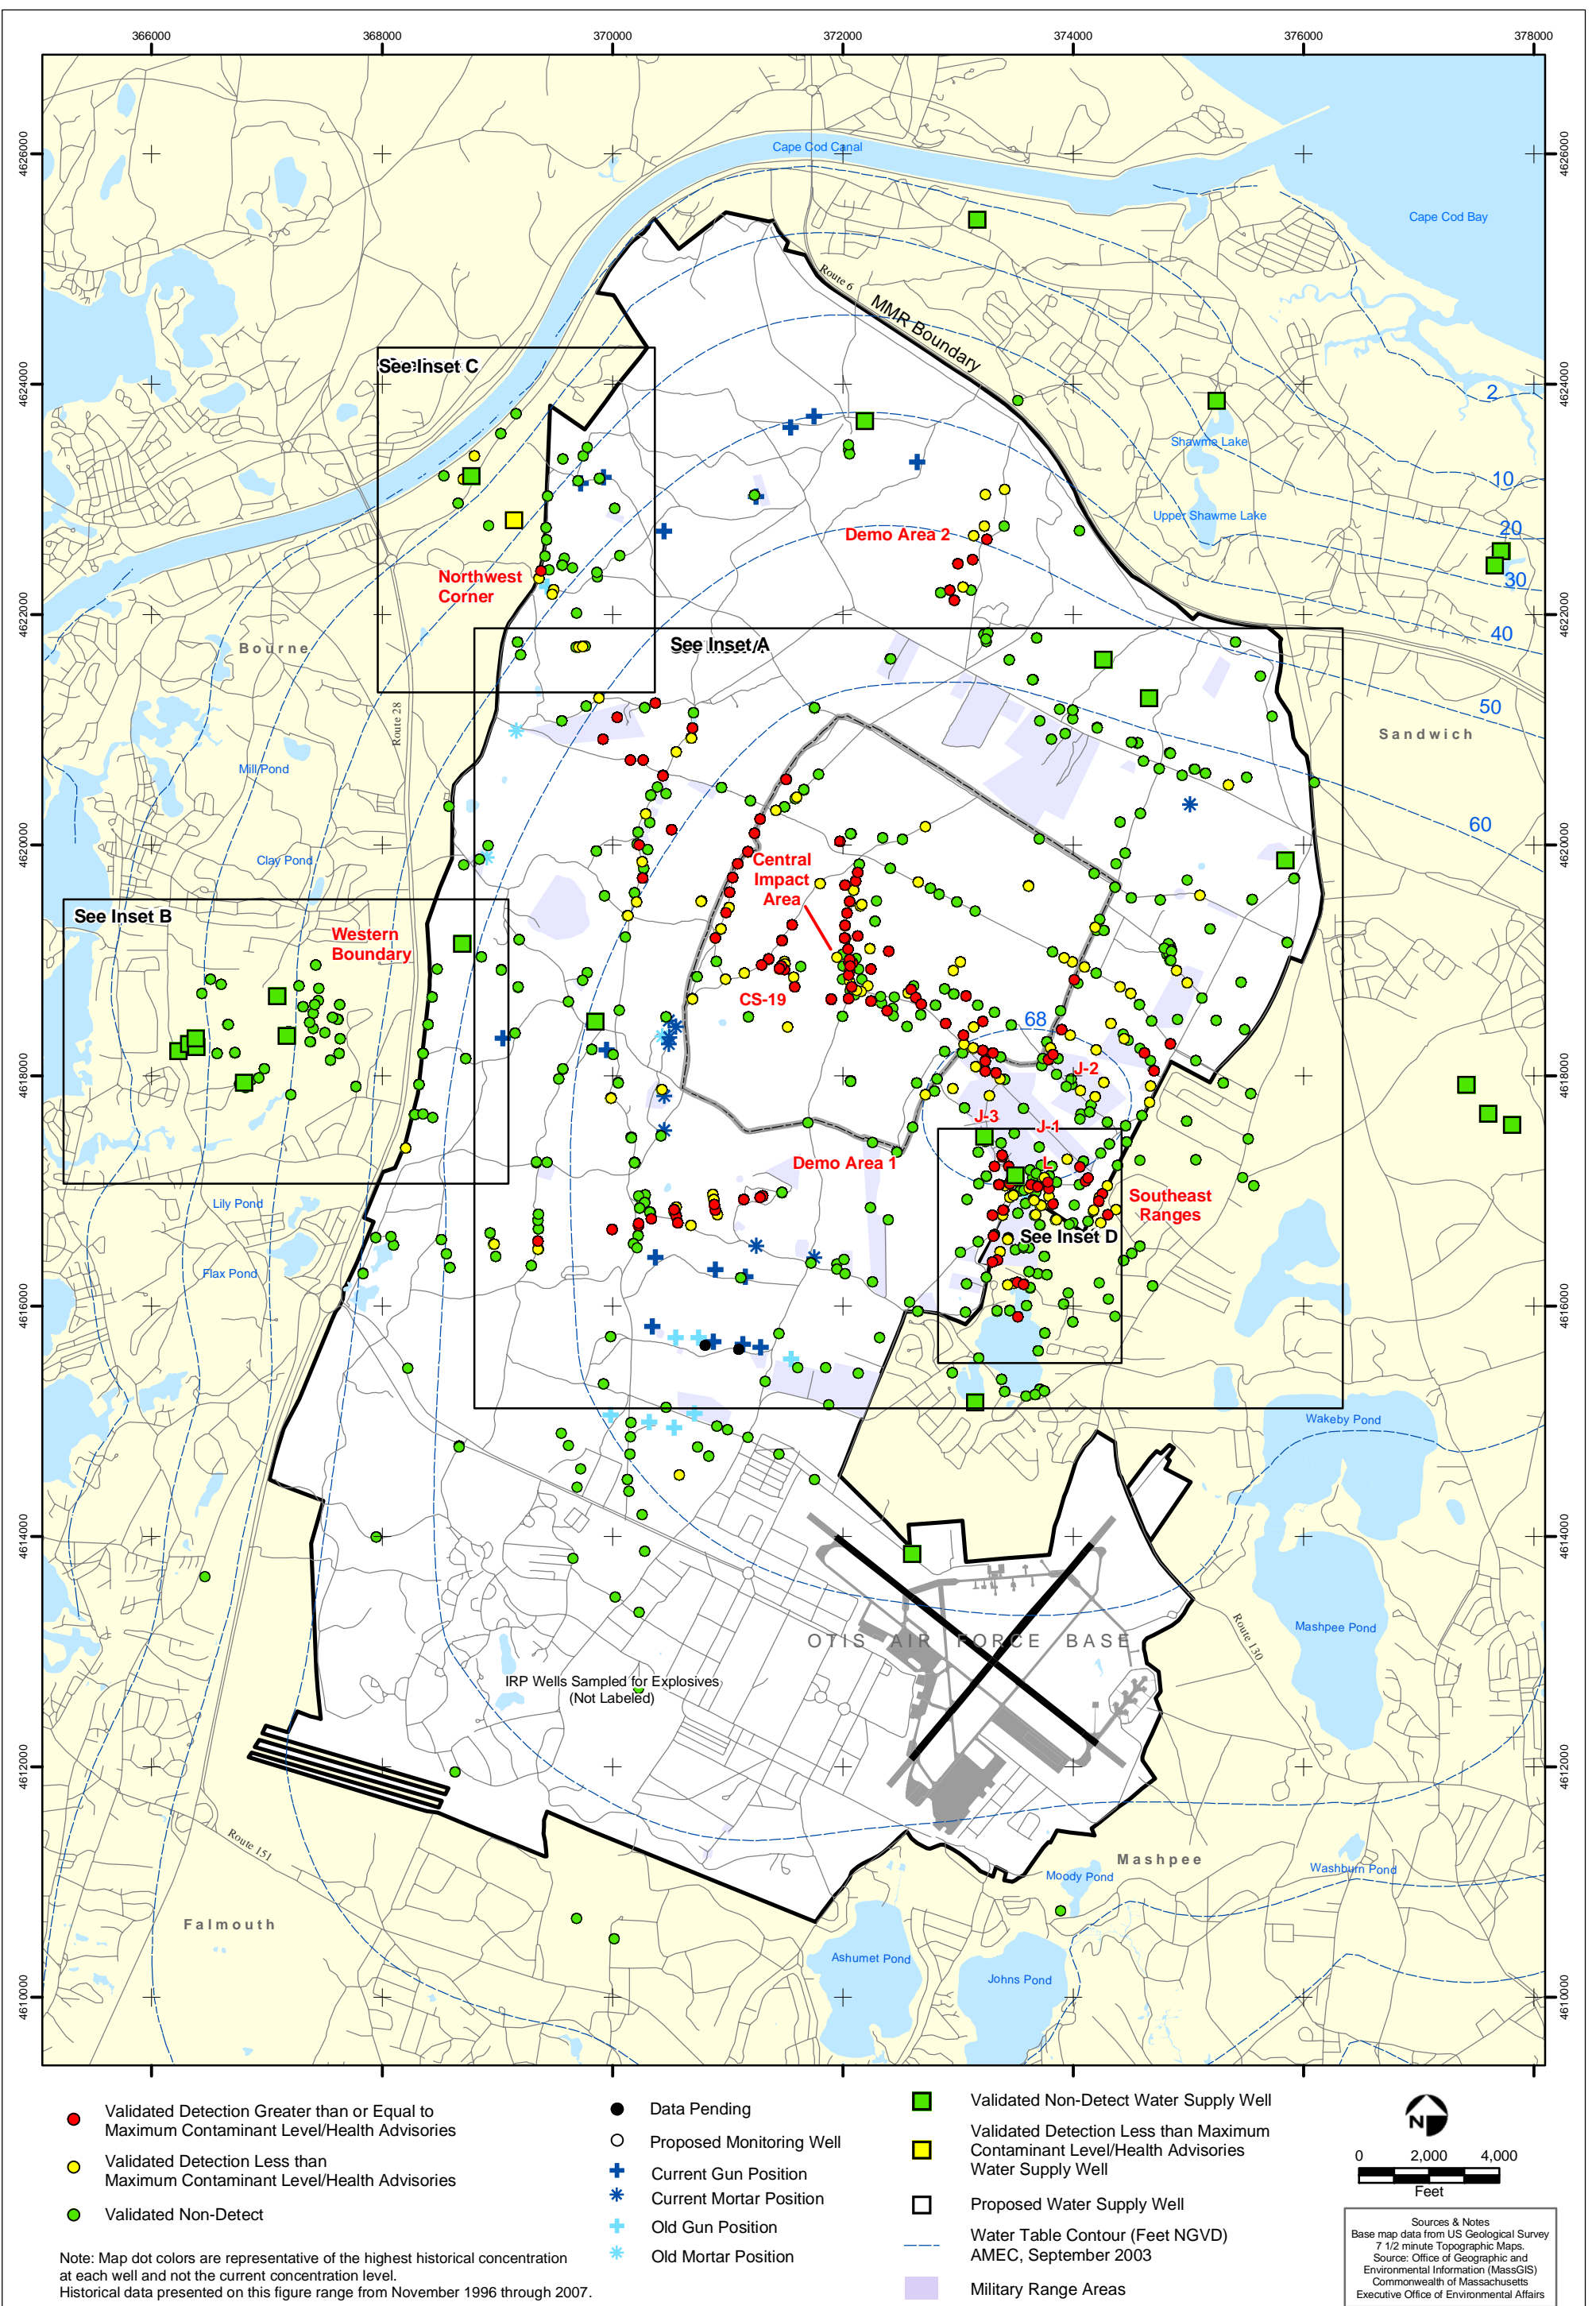 366000 368000 370000 372000 374000 376000 378000
4626000 4626000
Cape Cod Canal
Cape Cod Bay
Route 6
MMR Boundary
See Inset C
4624000 4624000
2
Shawme Lake
10
Upper Shawme Lake
20
Demo Area 2
30
Northwest
Corner
4622000 4622000
40
Bourne
See Inset A
50
Route 28
Sandwich
Mill Pond
60
4620000 4620000
Clay Pond
Central
Impact
Area
See Inset B
Western
Boundary
CS-19
68
4618000 4618000
J-2
J-3
J-1
Demo Area 1
L
Southeast
Ranges
Lily Pond
See Inset D
Flax Pond
4616000 4616000
Wakeby Pond
4614000 4614000
Mashpee Pond
Route 130
OTIS AIR FORCE BASE
IRP Wells Sampled for Explosives
(Not Labeled)
4612000 4612000
Route 151
Mashpee
Washburn Pond
Moody Pond
Falmouth
Ashumet Pond
Johns Pond
4610000 4610000
Validated Detection Greater than or Equal to
Maximum Contaminant Level/Health Advisories
Validated Detection Less than
Maximum Contaminant Level/Health Advisories
Validated Non-Detect
Note: Map dot colors are representative of the highest historical concentration
at each well and not the current concentration level.
Historical data presented on this figure range from November 1996 through 2007.
Data Pending
Proposed Monitoring Well
Current Gun Position
Current Mortar Position
Old Gun Position
Old Mortar Position
Validated Non-Detect Water Supply Well
Validated Detection Less than Maximum
Contaminant Level/Health Advisories
Water Supply Well
Proposed Water Supply Well
Water Table Contour (Feet NGVD)
AMEC, September 2003
Military Range Areas
N
0 2,000 4,000
Feet
Sources & Notes
Base map data from US Geological Survey
7 1/2 minute Topographic Maps.
Source: Office of Geographic and
Environmental Information (MassGIS)
Commonwealth of Massachusetts
Executive Office of Environmental Affairs